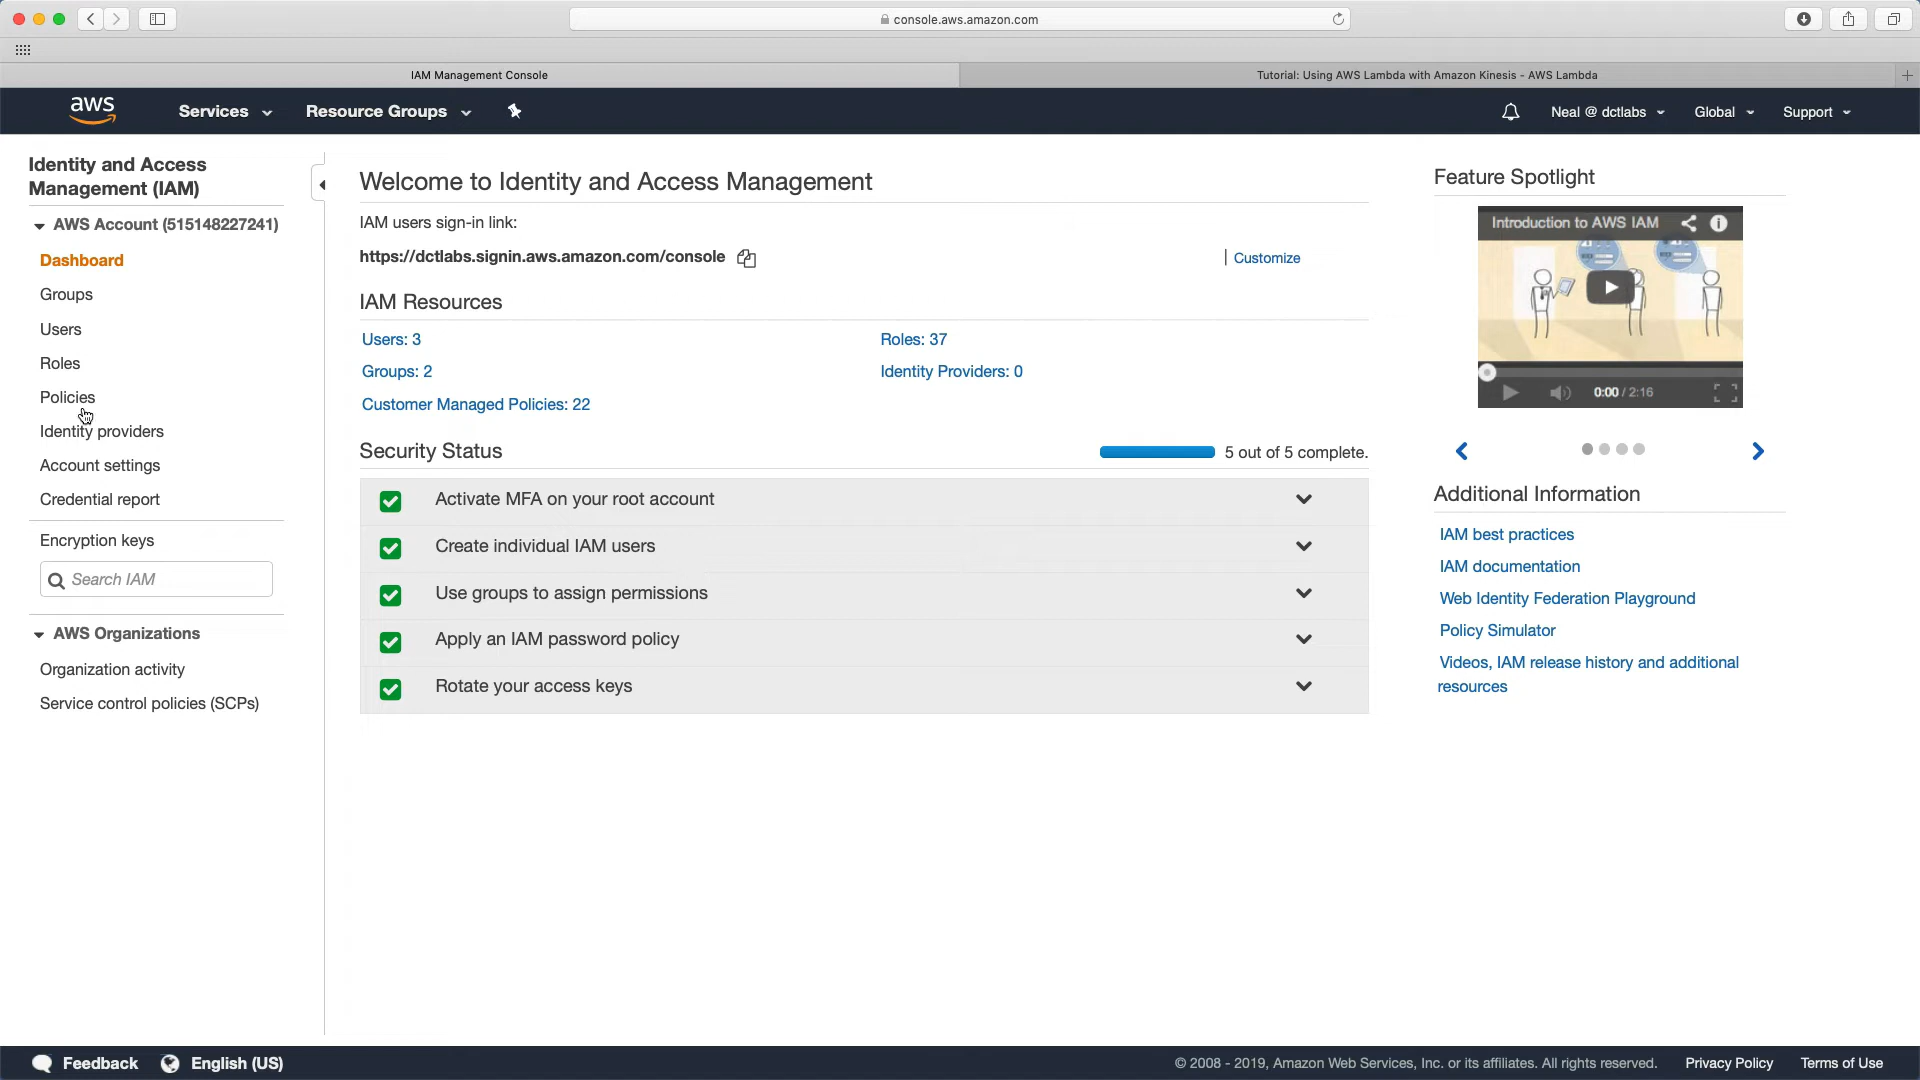 console.aws.amazon.com
IAM Management Console
Tutorial: Using AWS Lambda with Amazon Kinesis - AWS Lambda
aws
Services
Resource Groups
Neal @ dctlabs
Global
Support
Identity and Access
Management (IAM)
AWS Account (515148227241)
Dashboard
Groups
Users
Roles
Policies
Identity providers
Account settings
Credential report
Encryption keys
Search IAM
AWS Organizations
Organization activity
Service control policies (SCPs)
Welcome to Identity and Access Management
IAM users sign-in link:
https://dctlabs.signin.aws.amazon.com/console
Customize
IAM Resources
Users: 3
Roles: 37
Groups: 2
Identity Providers: 0
Customer Managed Policies: 22
Security Status
5 out of 5 complete.
Activate MFA on your root account
Create individual IAM users
Use groups to assign permissions
Apply an IAM password policy
Rotate your access keys
Feature Spotlight
Introduction to AWS IAM
0:00 / 2:16
Additional Information
IAM best practices
IAM documentation
Web Identity Federation Playground
Policy Simulator
Videos, IAM release history and additional
resources
Feedback
English (US)
© 2008 - 2019, Amazon Web Services, Inc. or its affiliates. All rights reserved.
Privacy Policy
Terms of Use